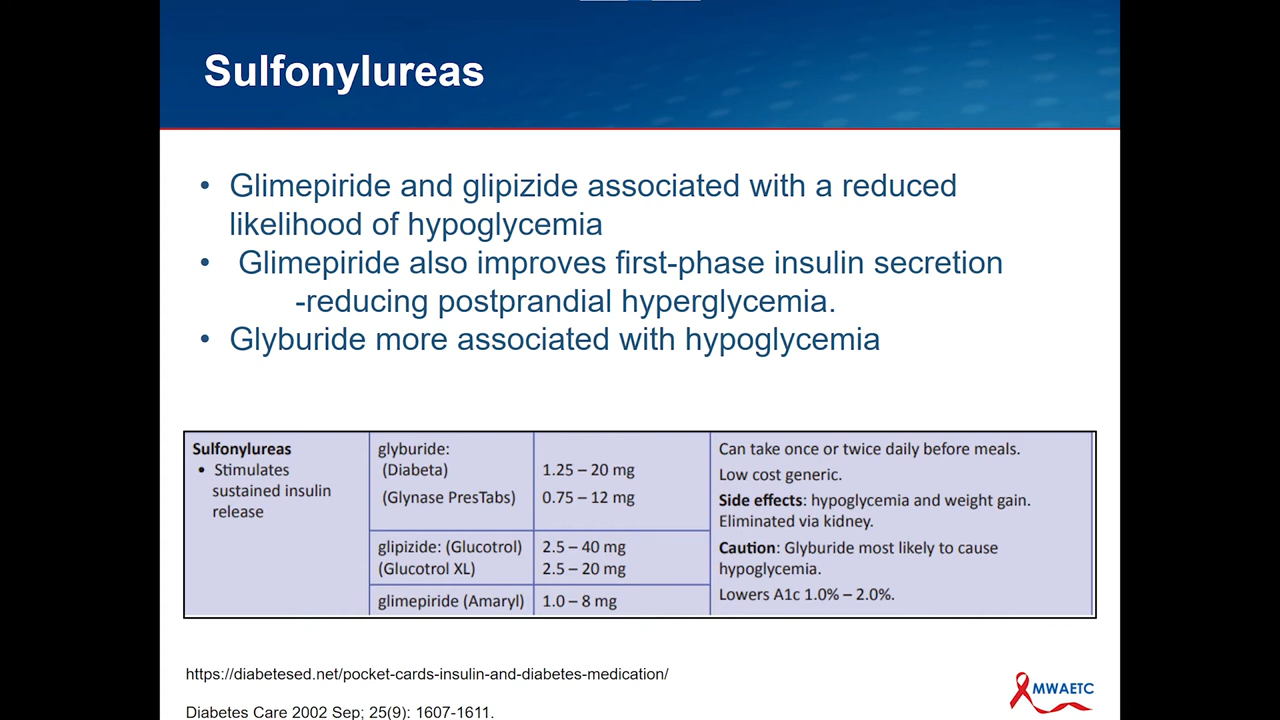 Sulfonylureas
• Glimepiride and glipizide associated with a reduced
likelihood of hypoglycemia
• Glimepiride also improves first-phase insulin secretion
-reducing postprandial hyperglycemia.
• Glyburide more associated with hypoglycemia
Sulfonylureas
• Stimulates
sustained insulin
release
glyburide:
(Diabeta) 1.25 – 20 mg
(Glynase PresTabs) 0.75 – 12 mg
glipizide: (Glucotrol) 2.5 – 40 mg
(Glucotrol XL) 2.5 – 20 mg
glimepiride (Amaryl) 1.0 – 8 mg
Can take once or twice daily before meals.
Low cost generic.
Side effects: hypoglycemia and weight gain.
Eliminated via kidney.
Caution: Glyburide most likely to cause
hypoglycemia.
Lowers A1c 1.0% – 2.0%.
https://diabetesed.net/pocket-cards-insulin-and-diabetes-medication/
Diabetes Care 2002 Sep; 25(9): 1607-1611.
MWAETC